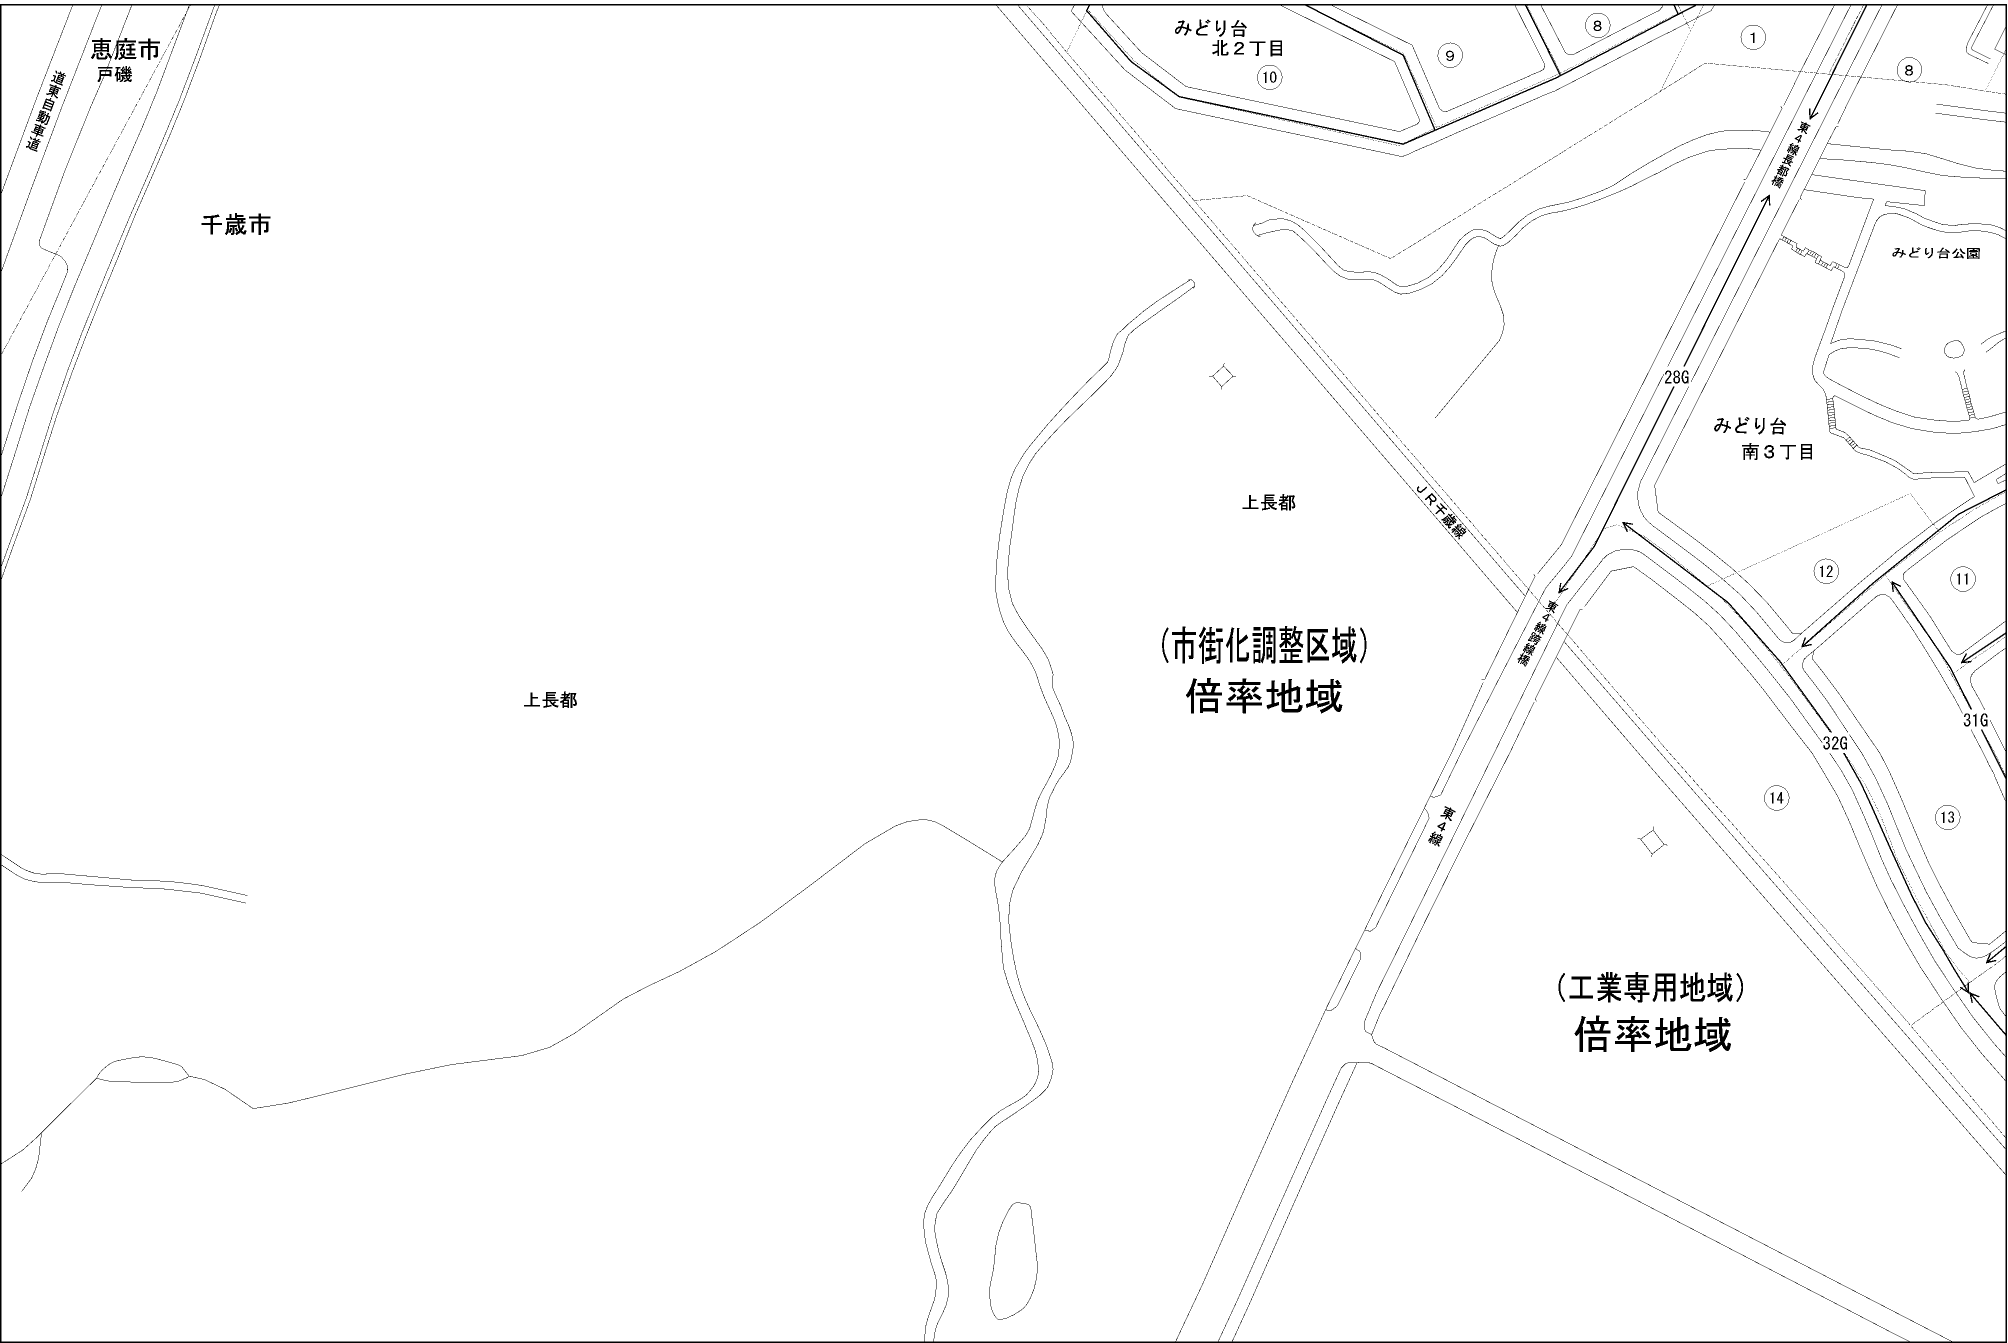 恵庭市
戸磯
道東自動車道
千歳市
みどり台
北2丁目
10
9
8
1
8
東4線長都橋
みどり台公園
28G
みどり台
南3丁目
JR千歳線
上長都
12
11
東4線跨線橋
(市街化調整区域)
倍率地域
上長都
31G
32G
14
13
東4線
(工業専用地域)
倍率地域